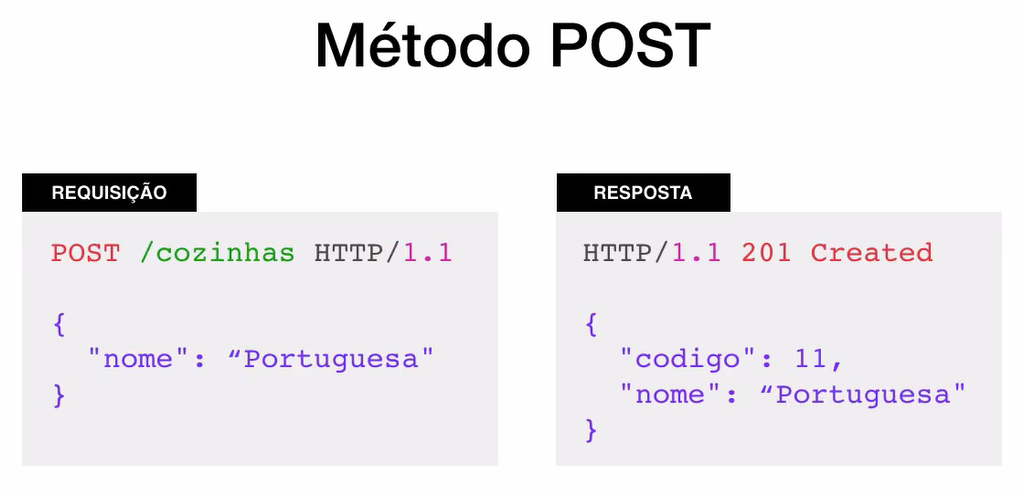 Método POST
REQUISIÇÃO
POST /cozinhas HTTP/1.1
{
"nome": “Portuguesa"
}
RESPOSTA
HTTP/1.1 201 Created
{
"codigo": 11,
"nome": “Portuguesa"
}